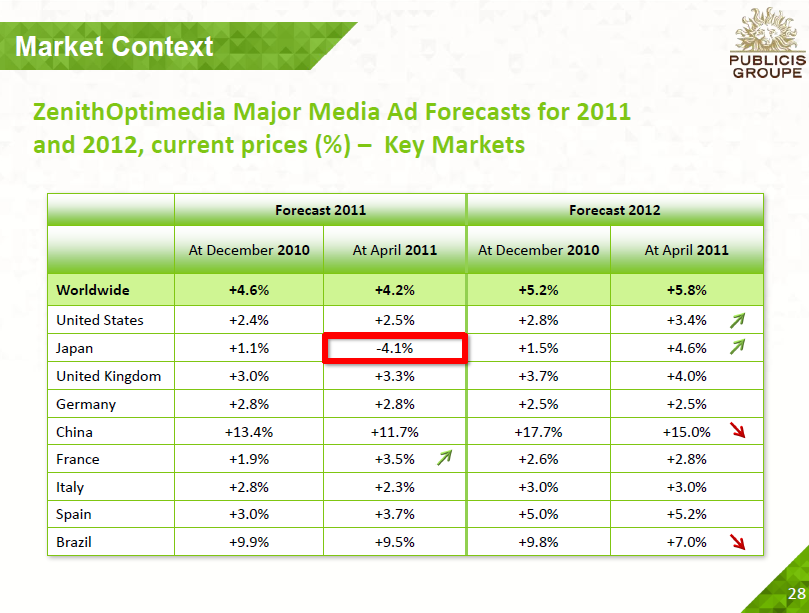 Market Context
PUBLICIS
GROUPE
ZenithOptimedia Major Media Ad Forecasts for 2011
and 2012, current prices (%) – Key Markets
Forecast 2011 Forecast 2012
At December 2010 At April 2011 At December 2010 At April 2011
Worldwide +4.6% +4.2% +5.2% +5.8%
United States +2.4% +2.5% +2.8% +3.4%
Japan +1.1% -4.1% +1.5% +4.6%
United Kingdom +3.0% +3.3% +3.7% +4.0%
Germany +2.8% +2.8% +2.5% +2.5%
China +13.4% +11.7% +17.7% +15.0%
France +1.9% +3.5% +2.6% +2.8%
Italy +2.8% +2.3% +3.0% +3.0%
Spain +3.0% +3.7% +5.0% +5.2%
Brazil +9.9% +9.5% +9.8% +7.0%
28